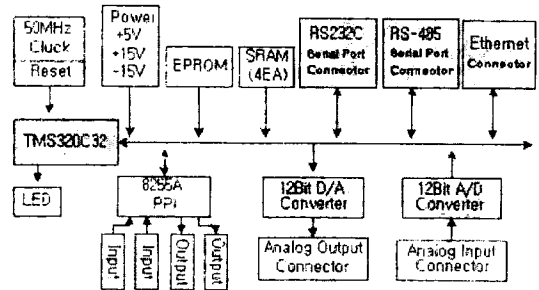 50MHz
Cluck
Reset
Power
+5V
+15V
-15V
EPROM
SRAM
(4EA)
RS232C
Serial Port
Connector
RS-485
Serial Port
Connector
Ethernet
Connector
TMS320C32
LED
8255A
PPI
12Bit D/A
Converter
12Bit A/D
Converter
Input
Input
Output
Output
Analog Output
Connector
Analog Input
Connector